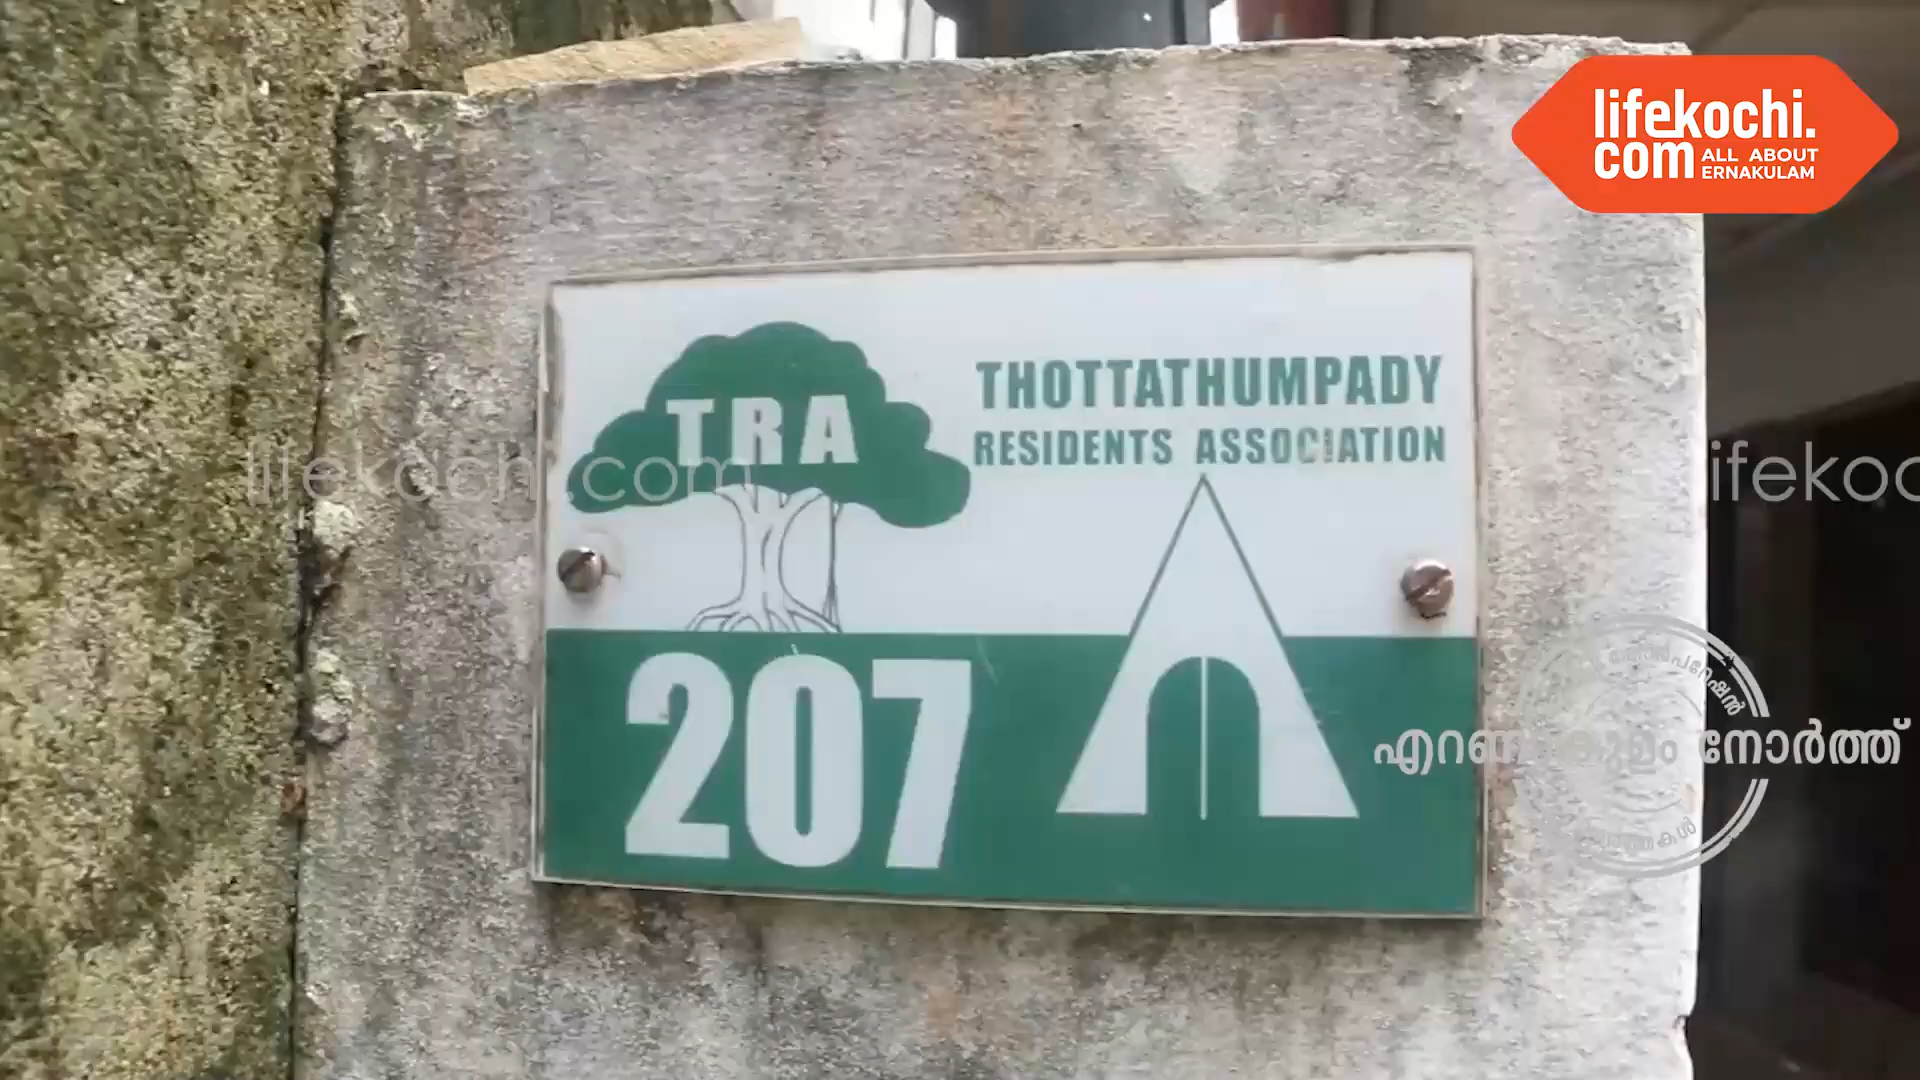 lifekochi.
com ALL ABOUT
ERNAKULAM
THOTTATHUMPADY
RESIDENTS ASSOCIATION
TRA
lifekochi.com
lifekoc
207
എറണാകുളം നോർത്ത്